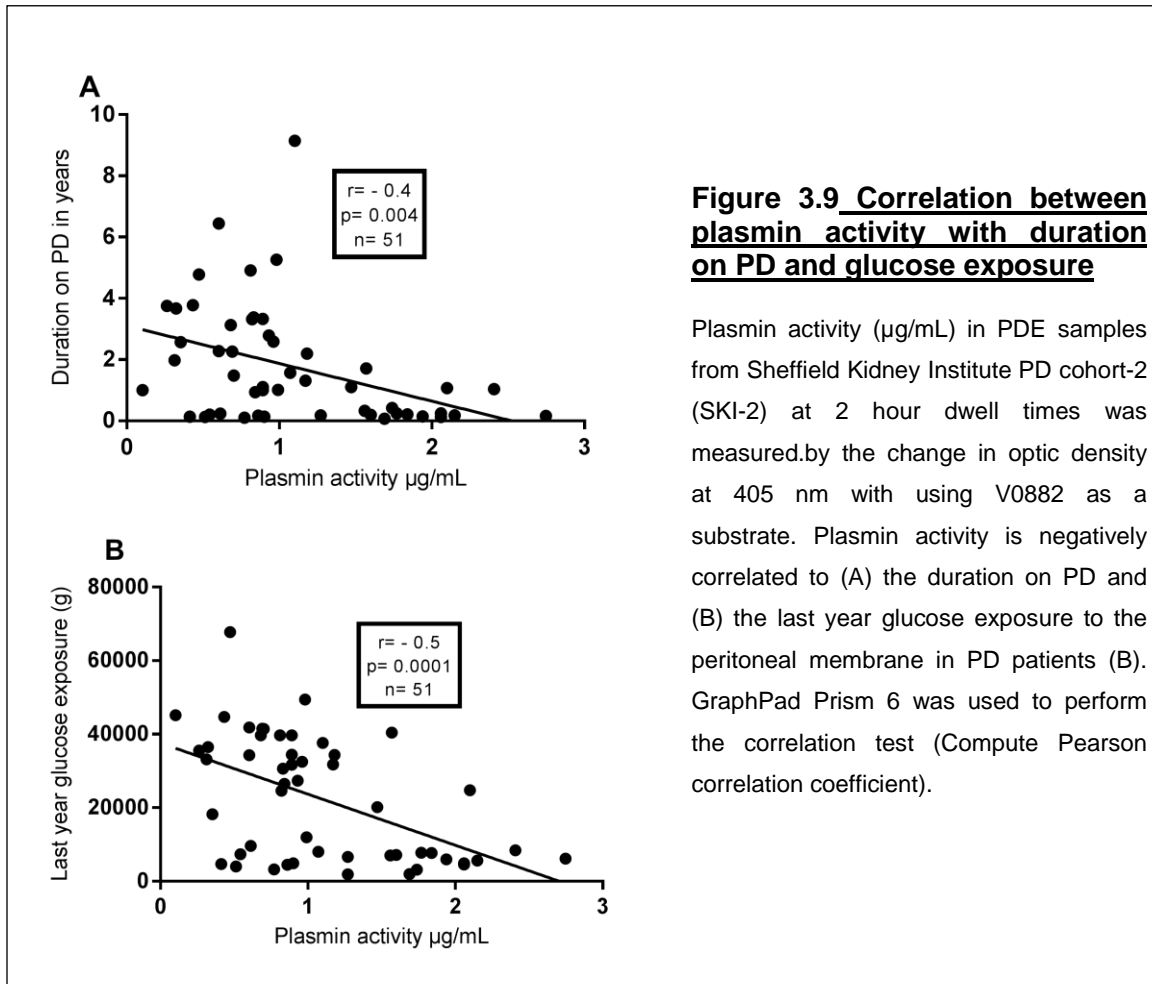 A
10
8
6
4
2
0
Duration on PD in years
r= - 0.4
p= 0.004
n= 51
0 1 2 3
Plasmin activity µg/mL
B
80000
60000
40000
20000
0
Last year glucose exposure (g)
r= - 0.5
p= 0.0001
n= 51
0 1 2 3
Plasmin activity µg/mL
Figure 3.9 Correlation between
plasmin activity with duration
on PD and glucose exposure
Plasmin activity (µg/mL) in PDE samples
from Sheffield Kidney Institute PD cohort-2
(SKI-2) at 2 hour dwell times was
measured.by the change in optic density
at 405 nm with using V0882 as a
substrate. Plasmin activity is negatively
correlated to (A) the duration on PD and
(B) the last year glucose exposure to the
peritoneal membrane in PD patients (B).
GraphPad Prism 6 was used to perform
the correlation test (Compute Pearson
correlation coefficient).